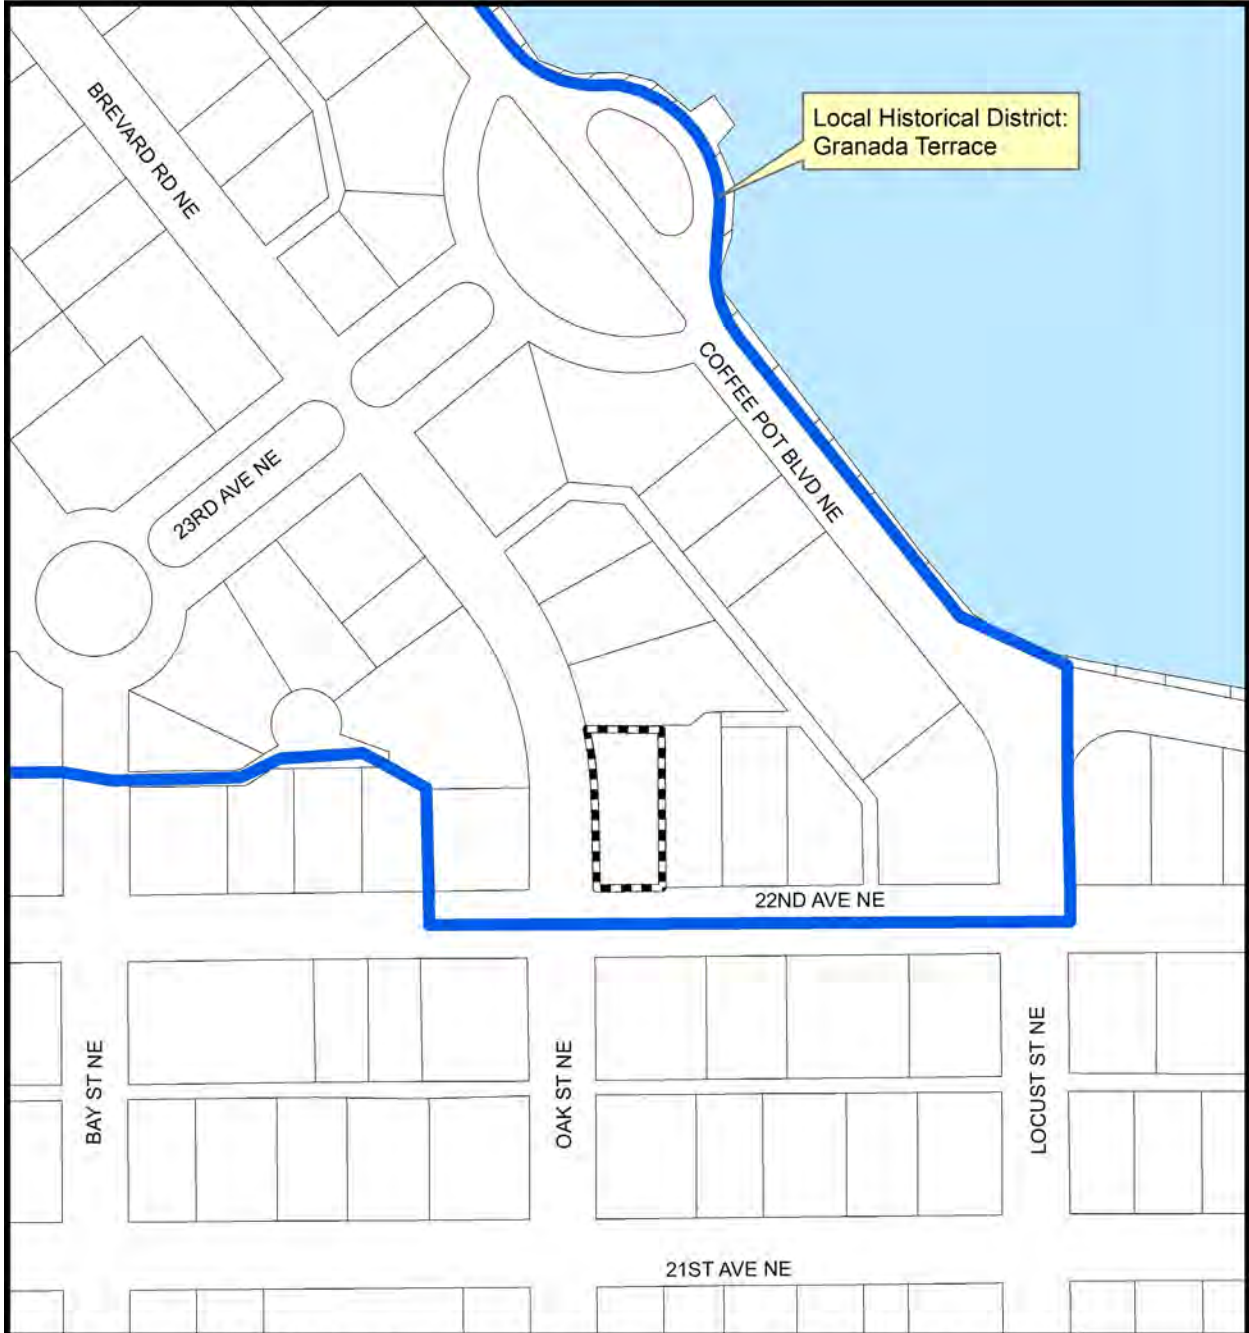 BREVARD RD NE
Local Historical District:
Granada Terrace
COFFEE POT BLVD NE
23RD AVE NE
22ND AVE NE
BAY ST NE
OAK ST NE
LOCUST ST NE
21ST AVE NE